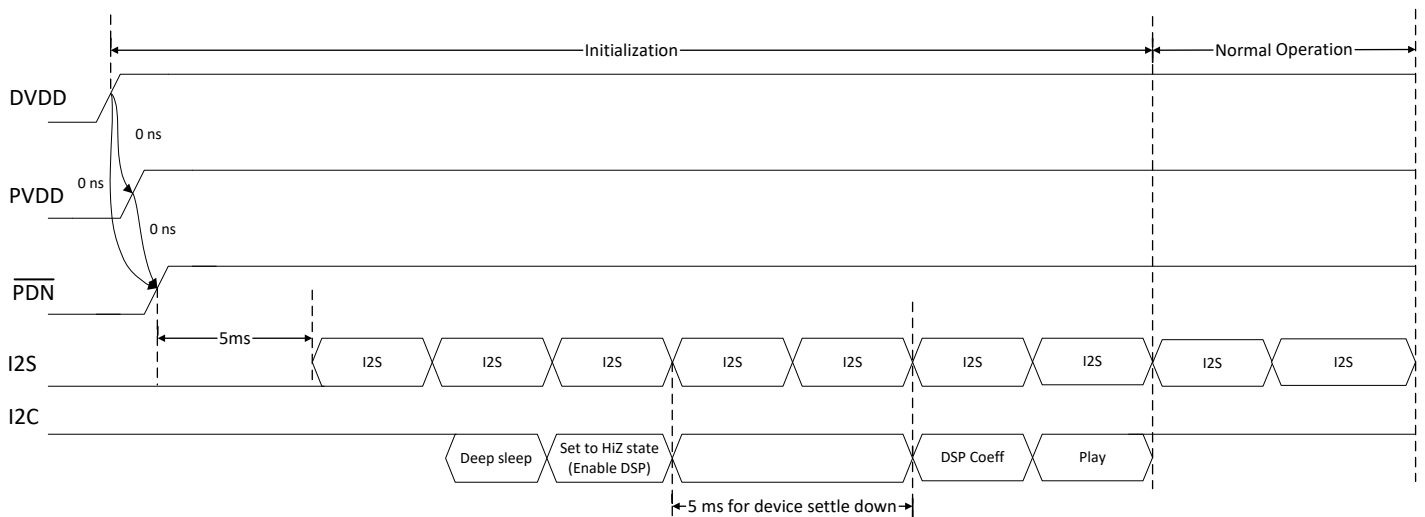 Initialization
Normal Operation
DVDD
0 ns
PVDD
0 ns
0 ns
PDN
5ms
I2S
I2S
I2S
I2S
I2S
I2S
I2S
I2S
I2S
I2S
I2C
Deep sleep
Set to HiZ state
(Enable DSP)
DSP Coeff
Play
5 ms for device settle down